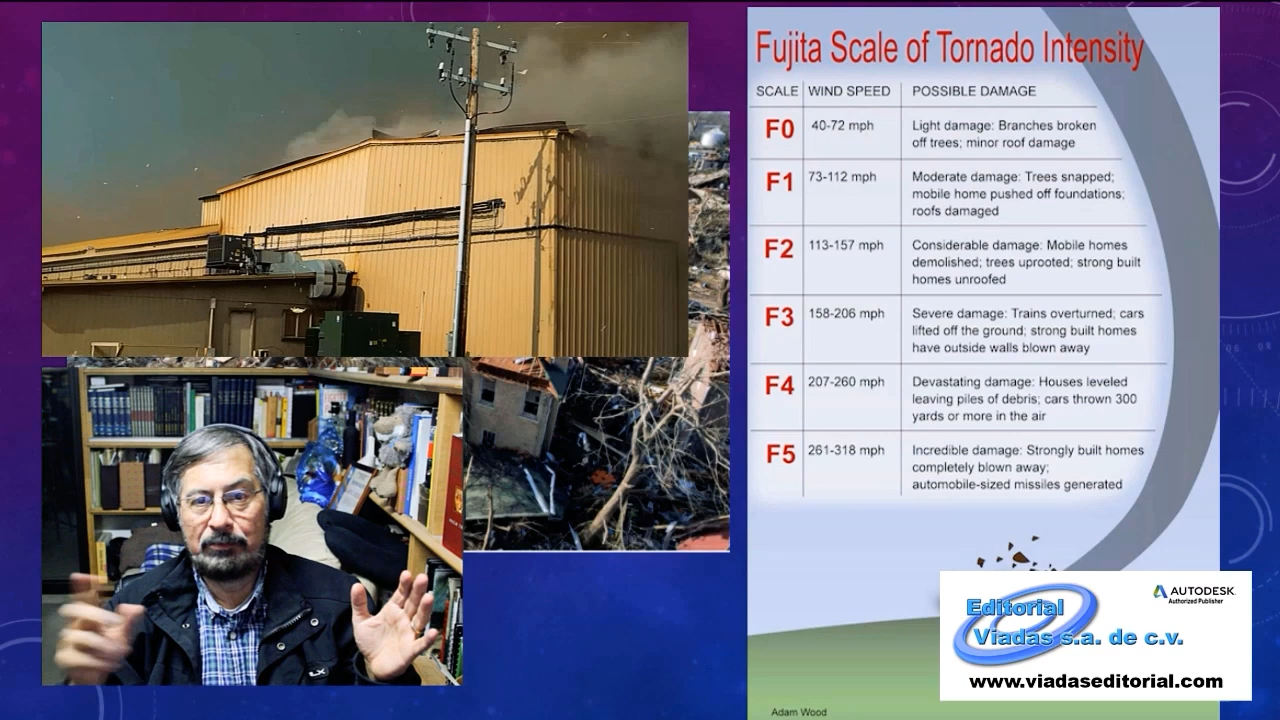 Fujita Scale of Tornado Intensity
SCALE WIND SPEED POSSIBLE DAMAGE
F0 40-72 mph Light damage: Branches broken
off trees; minor roof damage
F1 73-112 mph Moderate damage: Trees snapped;
mobile home pushed off foundations;
roofs damaged
F2 113-157 mph Considerable damage: Mobile homes
demolished; trees uprooted; strong built
homes unroofed
F3 158-206 mph Severe damage: Trains overturned; cars
lifted off the ground; strong built homes
have outside walls blown away
F4 207-260 mph Devastating damage: Houses leveled
leaving piles of debris; cars thrown 300
yards or more in the air
F5 261-318 mph Incredible damage: Strongly built homes
completely blown away;
automobile-sized missiles generated
AUTODESK
Authorized Publisher
Editorial
Viadas s.a. de c.v.
www.viadaseditorial.com
Adam Wood